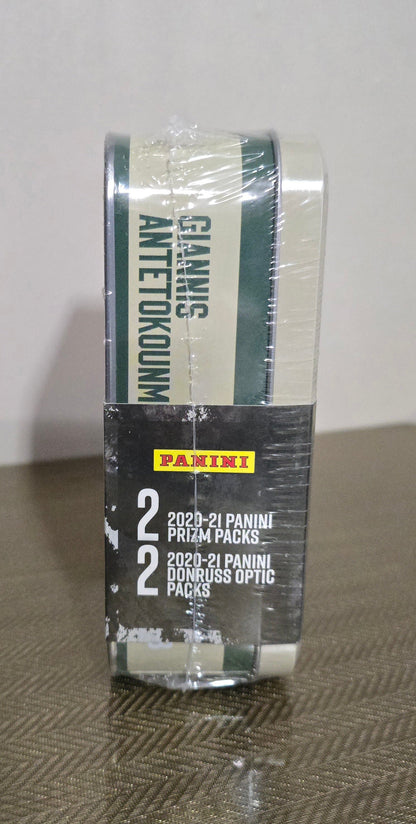 GIANNIS
ANTETOKOUNM
PANINI
2 2020-21 PANINI
PRIZM PACKS
2 2020-21 PANINI
DONRUSS OPTIC
PACKS